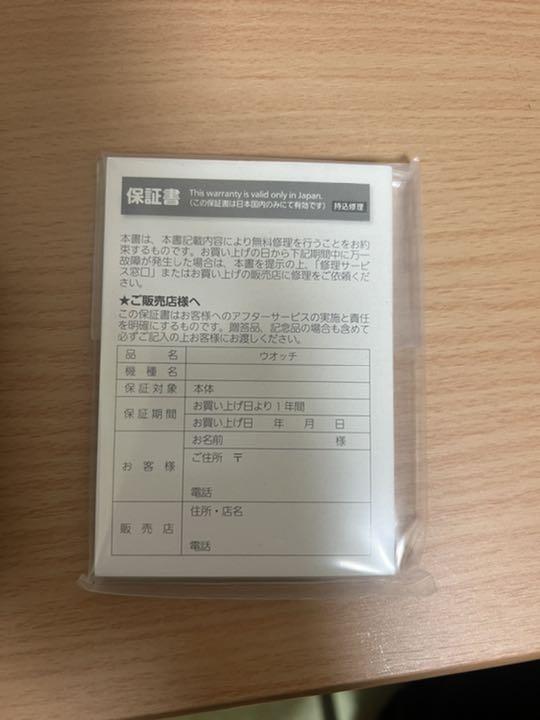 保証書 This warranty is valid only in Japan.
(この保証書は日本国内のみにて有効です) 持込修理
本書は、本書記載内容により無料修理を行うことをお約
束するものです。お買い上げの日から下記期間中に万一
故障が発生した場合は、本書を提示の上、「修理サービ
ス窓口」またはお買い上げの販売店に修理をご依頼くだ
さい。
★ご販売店様へ
この保証書はお客様へのアフターサービスの実施と責任
を明確にするものです。贈答品、記念品の場合も含めて
必ずご記入の上お客様にお渡しください。
品名 ウオッチ
機種名
保証対象 本体
保証期間 お買い上げ日より1年間
お買い上げ日 年 月 日
お客様 お名前 様
ご住所 〒
電話
販売店 住所・店名
電話